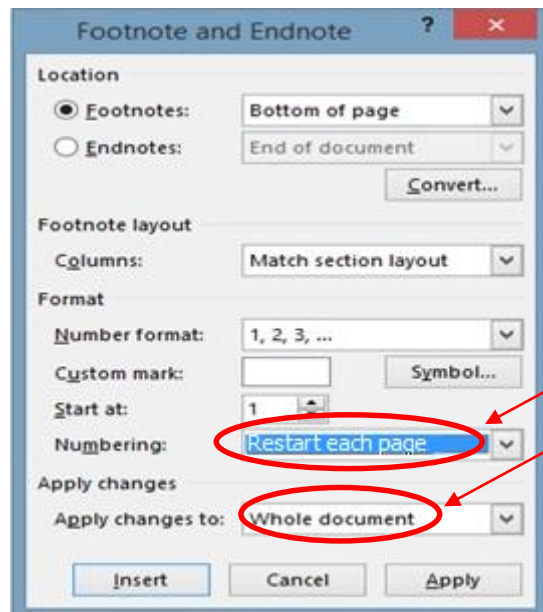 Footnote and Endnote ? ×
Location
Footnotes: Bottom of page
Endnotes: End of document
Convert...
Footnote layout
Columns: Match section layout
Format
Number format: 1, 2, 3, ...
Custom mark: Symbol...
Start at: 1
Numbering: Restart each page
Apply changes
Apply changes to: Whole document
Insert Cancel Apply